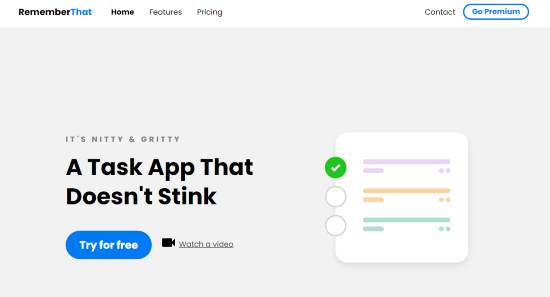 RememberThat Home Features Pricing Contact Go Premium
IT'S NITTY & GRITTY
A Task App That
Doesn't Stink
Try for free Watch a video